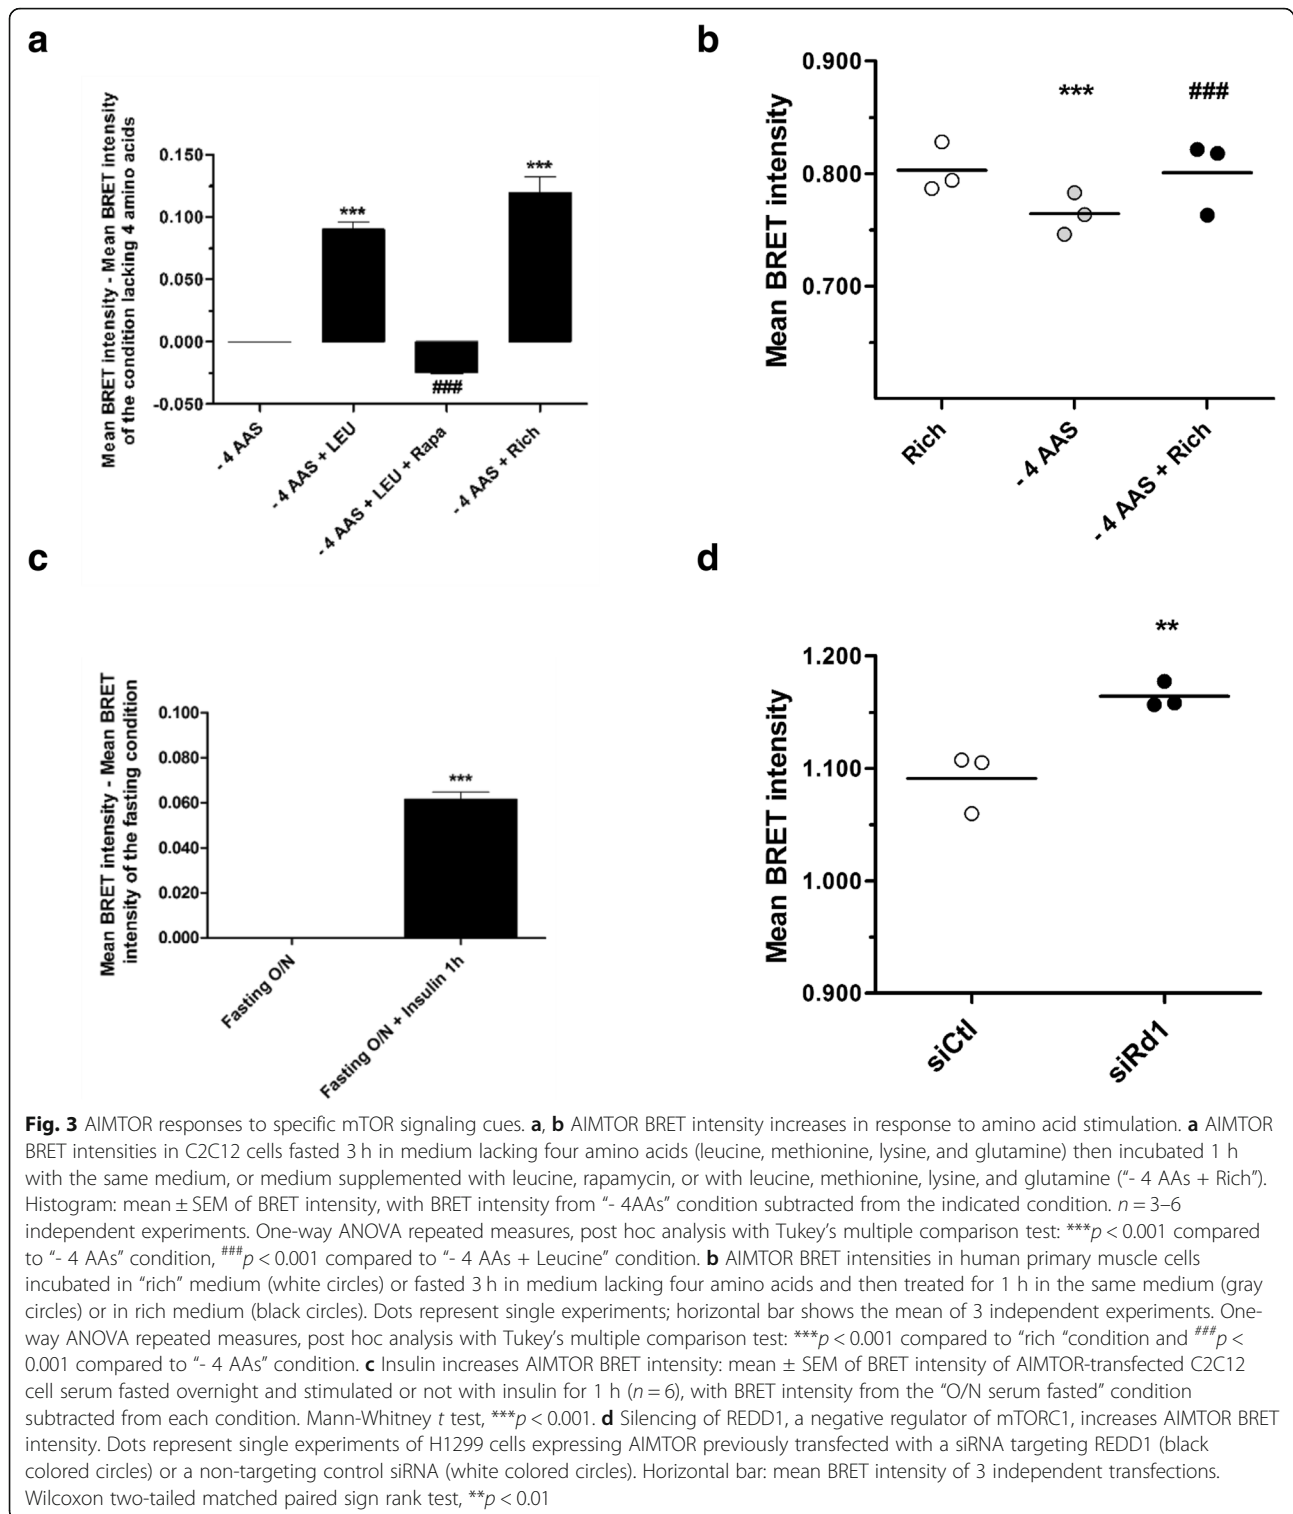 a
Mean BRET intensity - Mean BRET intensity
of the condition lacking 4 amino acids
0.150
0.100
0.050
0.000
-0.050
***
***
###
- 4 AAS
- 4 AAS + LEU
- 4 AAS + LEU + Rapa
- 4 AAS + Rich
b
Mean BRET intensity
0.900
0.800
0.700
***
###
Rich
- 4 AAS
- 4 AAS + Rich
c
Mean BRET intensity - Mean BRET
intensity of the fasting condition
0.100
0.080
0.060
0.040
0.020
0.000
***
Fasting O/N
Fasting O/N + Insulin 1h
d
Mean BRET intensity
1.200
1.100
1.000
0.900
**
siCtl
siRd1
Fig. 3 AIMTOR responses to specific mTOR signaling cues. a, b AIMTOR BRET intensity increases in response to amino acid stimulation. a AIMTOR
BRET intensities in C2C12 cells fasted 3 h in medium lacking four amino acids (leucine, methionine, lysine, and glutamine) then incubated 1 h
with the same medium, or medium supplemented with leucine, rapamycin, or with leucine, methionine, lysine, and glutamine (“- 4 AAs + Rich”).
Histogram: mean ± SEM of BRET intensity, with BRET intensity from “- 4AAs” condition subtracted from the indicated condition. n = 3–6
independent experiments. One-way ANOVA repeated measures, post hoc analysis with Tukey’s multiple comparison test: ***p < 0.001 compared
to “- 4 AAs” condition, ###p < 0.001 compared to “- 4 AAs + Leucine” condition. b AIMTOR BRET intensities in human primary muscle cells
incubated in “rich” medium (white circles) or fasted 3 h in medium lacking four amino acids and then treated for 1 h in the same medium (gray
circles) or in rich medium (black circles). Dots represent single experiments; horizontal bar shows the mean of 3 independent experiments. One-
way ANOVA repeated measures, post hoc analysis with Tukey’s multiple comparison test: ***p < 0.001 compared to “rich “condition and ###p <
0.001 compared to “- 4 AAs” condition. c Insulin increases AIMTOR BRET intensity: mean ± SEM of BRET intensity of AIMTOR-transfected C2C12
cell serum fasted overnight and stimulated or not with insulin for 1 h (n = 6), with BRET intensity from the “O/N serum fasted” condition
subtracted from each condition. Mann-Whitney t test, ***p < 0.001. d Silencing of REDD1, a negative regulator of mTORC1, increases AIMTOR BRET
intensity. Dots represent single experiments of H1299 cells expressing AIMTOR previously transfected with a siRNA targeting REDD1 (black
colored circles) or a non-targeting control siRNA (white colored circles). Horizontal bar: mean BRET intensity of 3 independent transfections.
Wilcoxon two-tailed matched paired sign rank test, **p < 0.01